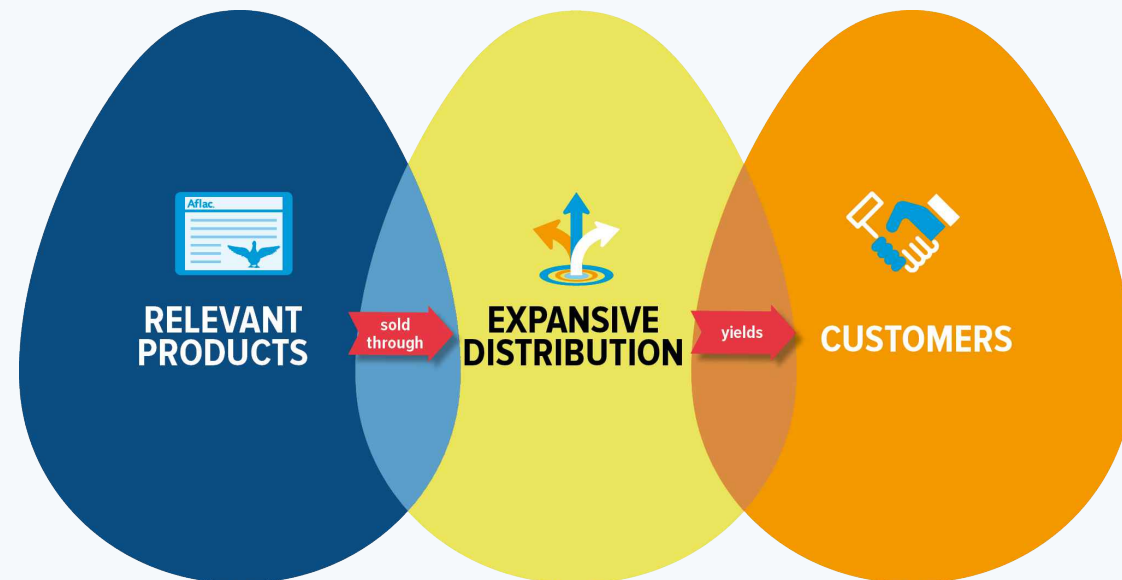 Aflac.
RELEVANT
PRODUCTS
sold
through
EXPANSIVE
DISTRIBUTION
yields
CUSTOMERS